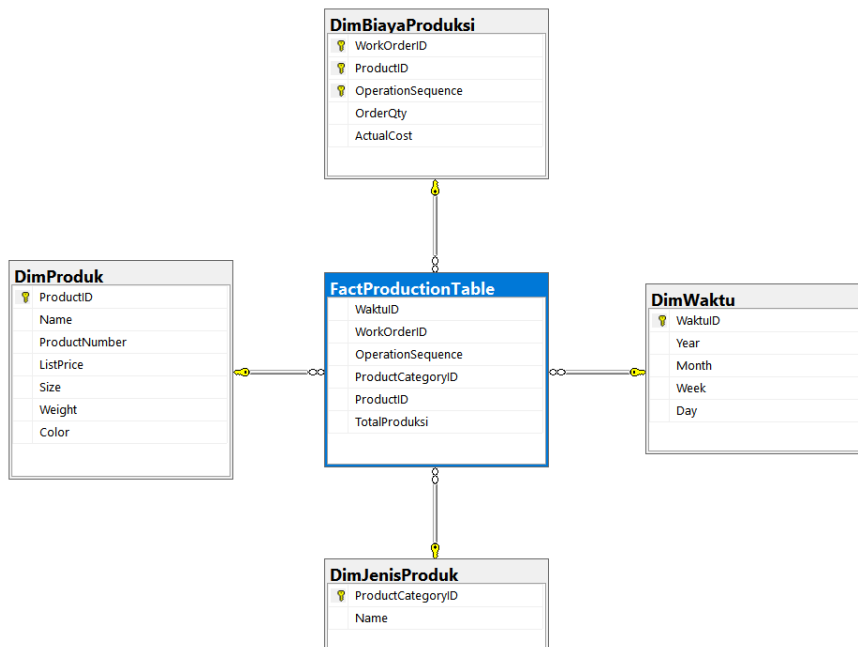 DimBiayaProduksi
WorkOrderID
ProductID
OperationSequence
OrderQty
ActualCost
DimProduk
ProductID
Name
ProductNumber
ListPrice
Size
Weight
Color
FactProductionTable
WaktuID
WorkOrderID
OperationSequence
ProductCategoryID
ProductID
TotalProduksi
DimWaktu
WaktuID
Year
Month
Week
Day
DimJenisProduk
ProductCategoryID
Name